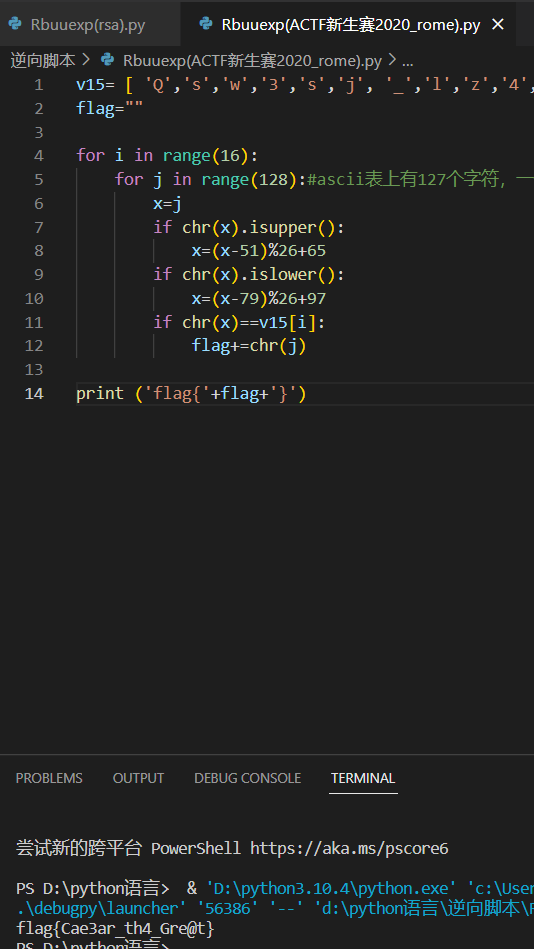 Rbuuexp(rsa).py
Rbuuexp(ACTF新生赛2020_rome).py
逆向脚本 > Rbuuexp(ACTF新生赛2020_rome).py > ...
1 v15= [ 'Q','s','w','3','s','j', '_','l','z','4',
2 flag=""
3
4 for i in range(16):
5 for j in range(128):#ascii表上有127个字符，一
6 x=j
7 if chr(x).isupper():
8 x=(x-51)%26+65
9 if chr(x).islower():
10 x=(x-79)%26+97
11 if chr(x)==v15[i]:
12 flag+=chr(j)
13
14 print ('flag{'+flag+'}')
PROBLEMS OUTPUT DEBUG CONSOLE TERMINAL
尝试新的跨平台 PowerShell https://aka.ms/pscore6
PS D:\python语言> & 'D:\python3.10.4\python.exe' 'c:\User
.\debugpy\launcher' '56386' '--' 'd:\python语言\逆向脚本\R
flag{Cae3ar_th4_Gre@t}
PS D:\python语言>